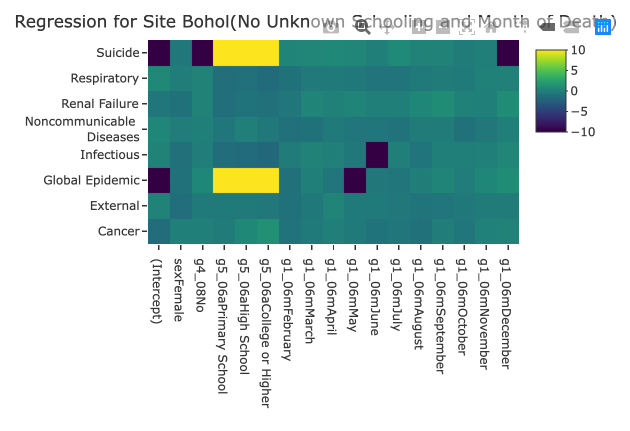 Regression for Site Bohol(No Unknown Schooling and Month of Death)
Suicide
Respiratory
Renal Failure
Noncommunicable
Diseases
Infectious
Global Epidemic
External
Cancer
(Intercept)
sexFemale
g4_08No
g5_06aPrimary School
g5_06aHigh School
g5_06aCollege or Higher
g1_06mFebruary
g1_06mMarch
g1_06mApril
g1_06mMay
g1_06mJune
g1_06mJuly
g1_06mAugust
g1_06mSeptember
g1_06mOctober
g1_06mNovember
g1_06mDecember
10
5
0
−5
−10